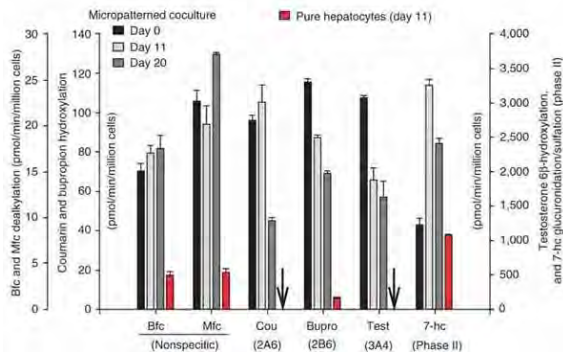 Micropatterned coculture
Day 0
Day 11
Day 20
Pure hepatocytes (day 11)
Bfc and Mfc dealkylation (pmol/min/million cells)
30
25
20
15
10
5
0
Coumarin and bupropion hydroxylation
(pmol/min/million cells)
140
120
100
80
60
40
20
0
(pmol/min/million cells)
4,000
3,500
3,000
2,500
2,000
1,500
1,000
500
0
Testosterone 6β-hydroxylation,
and 7-hc glucuronidation/sulfation (phase II)
Bfc Mfc Cou Bupro Test 7-hc
(Nonspecitic) (2A6) (2B6) (3A4) (Phase II)